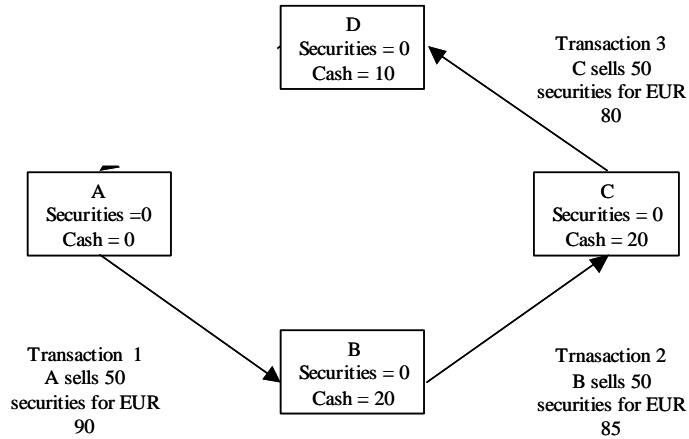 D
Securities = 0
Cash = 10
Transaction 3
C sells 50
securities for EUR
80
A
Securities =0
Cash = 0
C
Securities = 0
Cash = 20
Transaction 1
A sells 50
securities for EUR
90
B
Securities = 0
Cash = 20
Trnasaction 2
B sells 50
securities for EUR
85